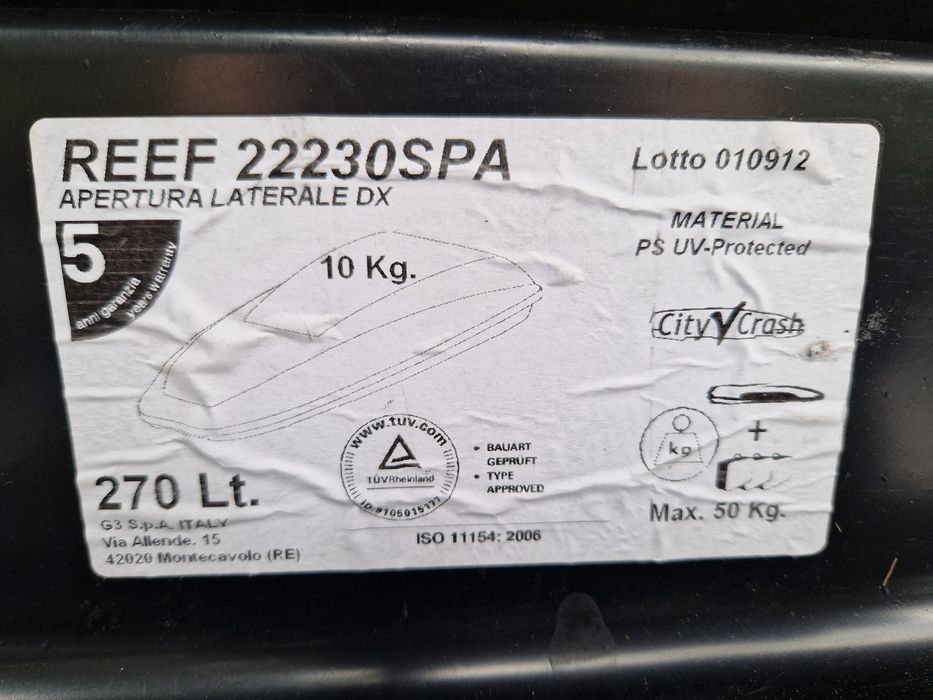 REEF 22230SPA
APERTURA LATERALE DX
Lotto 010912
5
anni garanzia
years warranty
MATERIAL
PS UV-Protected
10 Kg.
City Crash
www.tuv.com
TÜVRheinland
• BAUART
GEPRÜFT
• TYPE
APPROVED
kg
+
Max. 50 Kg.
270 Lt.
G3 S.p.A. ITALY
Via Allende. 15
42020 Montecavolo (RE)
ISO 11154: 2006